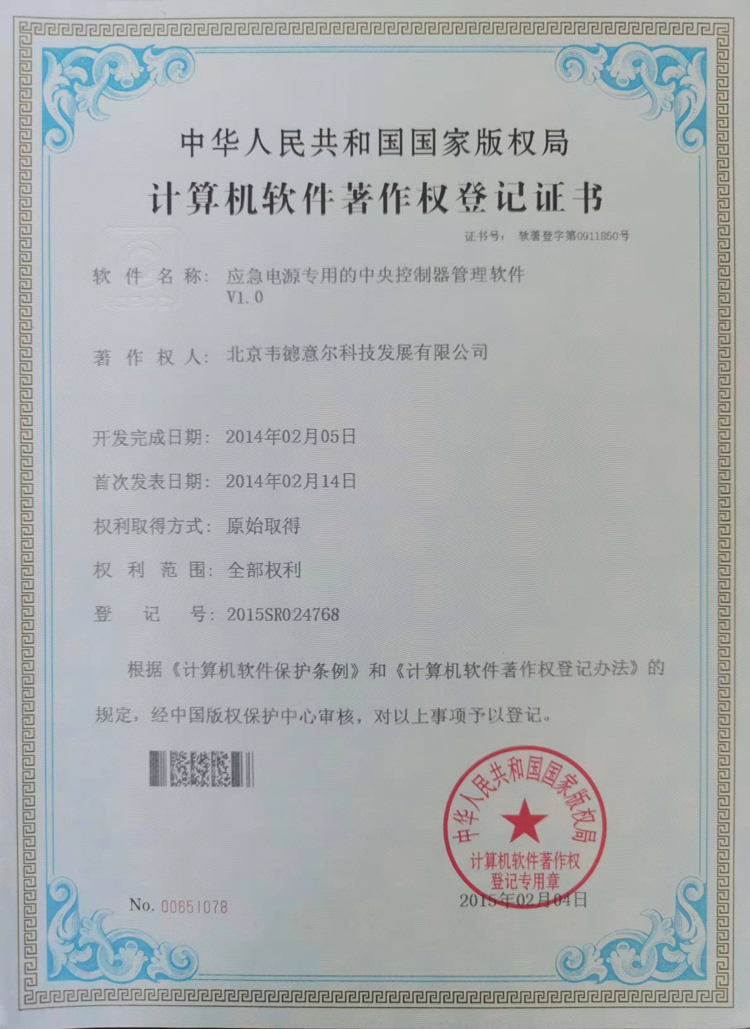 中华人民共和国国家版权局
计算机软件著作权登记证书
证书号： 软著登字第0911850号
软件名称： 应急电源专用的中央控制器管理软件
V1.0
著作权人： 北京韦德意尔科技发展有限公司
开发完成日期： 2014年02月05日
首次发表日期： 2014年02月14日
权利取得方式： 原始取得
权利范围： 全部权利
登记号： 2015SR024768
根据《计算机软件保护条例》和《计算机软件著作权登记办法》的
规定，经中国版权保护中心审核，对以上事项予以登记。
中华人民共和国国家版权局
计算机软件著作权
登记专用章
No. 00651078
2015年02月04日